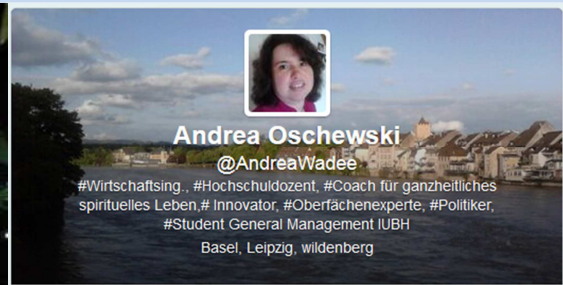 Andrea Oschewski
@AndreaWadee
#Wirtschaftsing., #Hochschuldozent, #Coach für ganzheitliches
spirituelles Leben,# Innovator, #Oberfächenexperte, #Politiker,
#Student General Management IUBH
Basel, Leipzig, wildenberg